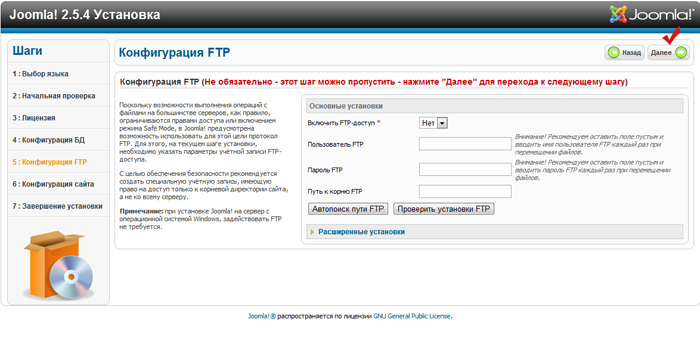 Joomla! 2.5.4 Установка
Joomla!
Шаги
1 : Выбор языка
2 : Начальная проверка
3 : Лицензия
4 : Конфигурация БД
5 : Конфигурация FTP
6 : Конфигурация сайта
7 : Завершение установки
Конфигурация FTP
Назад
Далее
Конфигурация FTP (Не обязательно - этот шаг можно пропустить - нажмите "Далее" для перехода к следующему шагу)
Поскольку возможности выполнения операций с
файлами на большинстве серверов, как правило,
ограничиваются правами доступа или включением
режима Safe Mode, в Joomla! предусмотрена
возможность использовать для этой цели протокол
FTP. Для этого, на текущем шаге установки,
необходимо указать параметры учётной записи FTP-
доступа.
С целью обеспечения безопасности рекомендуется
создать специальную учётную запись, имеющую
право на доступ только к корневой директории сайта,
а не ко всему серверу.
Примечание: при установке Joomla! на сервер с
операционной системой Windows, задействовать FTP
не требуется.
Основные установки
Включить FTP-доступ *
Нет
Пользователь FTP
Внимание! Рекомендуем оставить поле пустым и
вводить имя пользователя FTP каждый раз при
перемещении файлов.
Пароль FTP
Внимание! Рекомендуем оставить поле пустым и
вводить пароль FTP каждый раз при перемещении
файлов.
Путь к корню FTP
Автопоиск пути FTP
Проверить установки FTP
Расширенные установки
Joomla! ® распространяется по лицензии GNU General Public License.